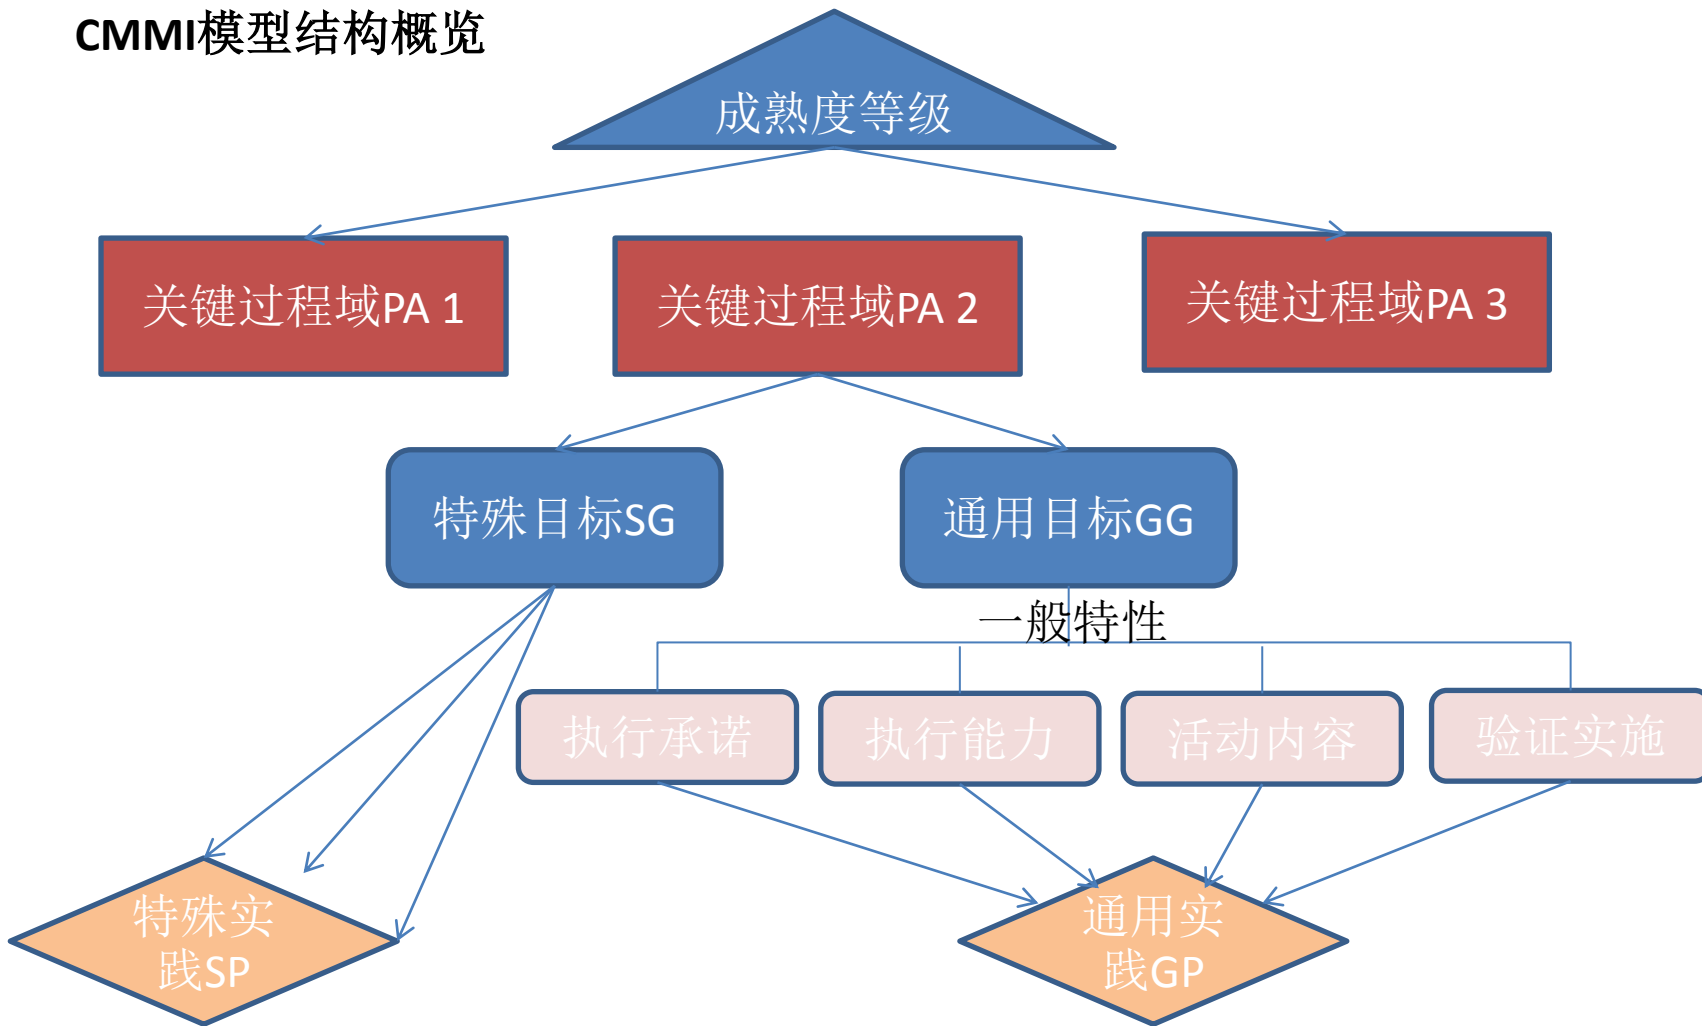 CMMI模型结构概览
成熟度等级
关键过程域PA 1
关键过程域PA 2
关键过程域PA 3
特殊目标SG
通用目标GG
一般特性
执行承诺
执行能力
活动内容
验证实施
特殊实
践SP
通用实
践GP